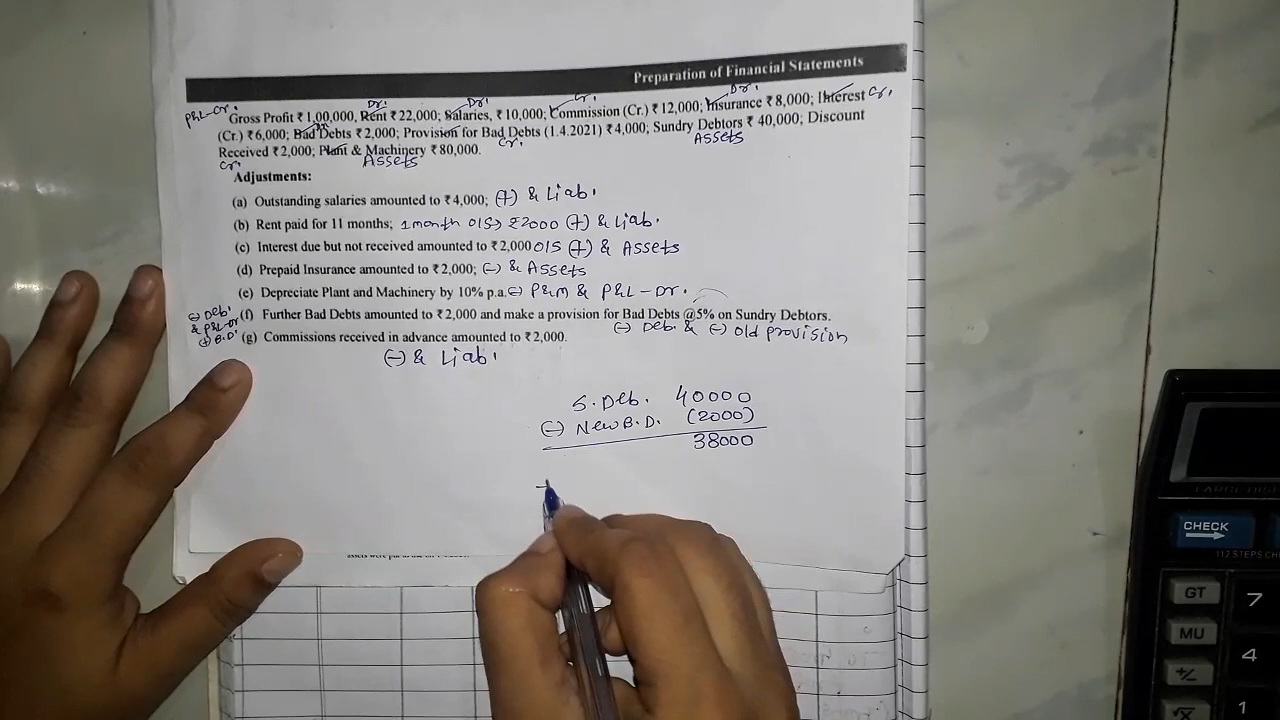 Preparation of Financial Statements
P&L-Cr. Dr. Dr. Cr. Dr.
Gross Profit ₹ 1,00,000, Rent ₹ 22,000; Salaries, ₹ 10,000; Commission (Cr.) ₹ 12,000; Insurance ₹ 8,000; Interest Cr.
(Cr.) ₹ 6,000; Bad Debts ₹ 2,000; Provision for Bad Debts (1.4.2021) ₹ 4,000; Sundry Debtors ₹ 40,000; Discount
Cr. Assets
Received ₹ 2,000; Plant & Machinery ₹ 80,000.
Cr. Assets
Adjustments:
(a) Outstanding salaries amounted to ₹ 4,000; (+) & Liab.
(b) Rent paid for 11 months; 1 month O/S → ₹2000 (+) & Liab.
(c) Interest due but not received amounted to ₹ 2,000 O/S (+) & Assets
(d) Prepaid Insurance amounted to ₹ 2,000; (-) & Assets
(e) Depreciate Plant and Machinery by 10% p.a. (-) P&M & P&L-Dr.
(-) Deb. & P&L-Dr (+) B.D.
(f) Further Bad Debts amounted to ₹ 2,000 and make a provision for Bad Debts @ 5% on Sundry Debtors.
(-) Deb. & (-) Old provision
(g) Commissions received in advance amounted to ₹ 2,000.
(-) & Liab.
S. Deb. 40000
(-) New B.D. (2000)
38000
CHECK
112 STEPS CH
GT
7
MU
4
+/-
√x
1